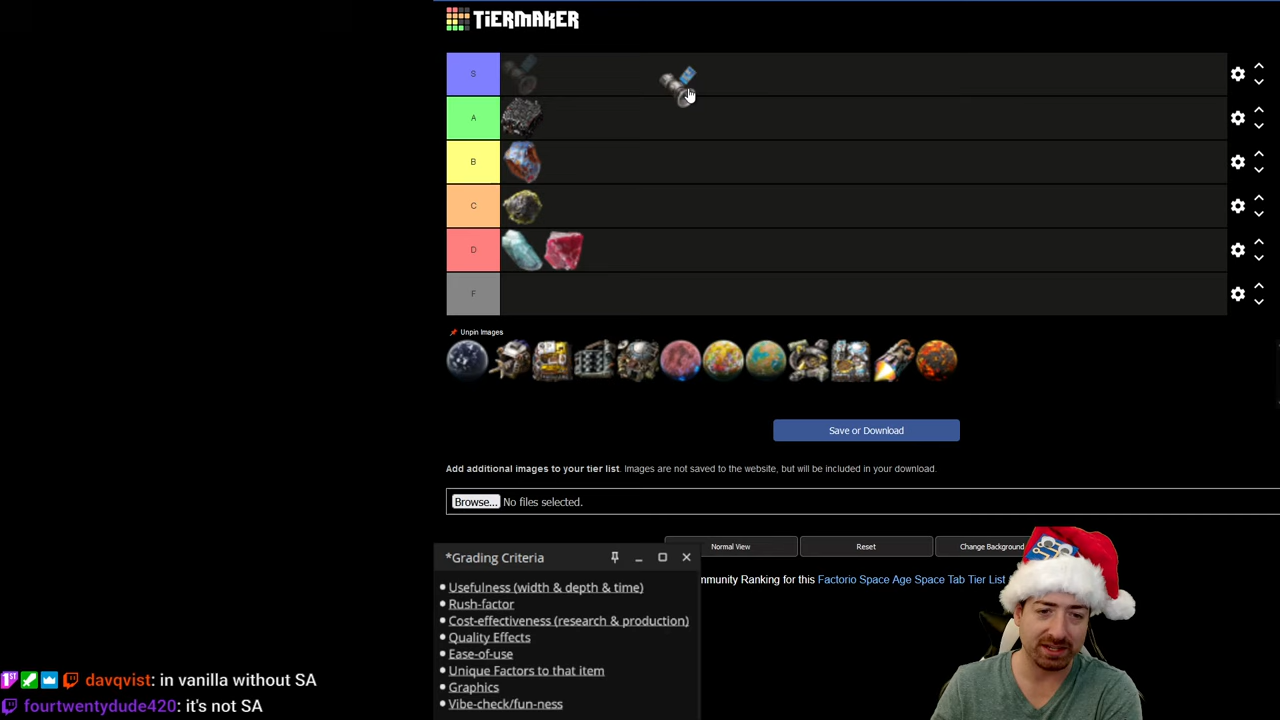 TiERMAKER
S
A
B
C
D
F
Unpin Images
Save or Download
Add additional images to your tier list. Images are not saved to the website, but will be included in your download.
Browse... No files selected.
*Grading Criteria
Normal View
Reset
Change Background
mmunity Ranking for this Factorio Space Age Space Tab Tier List
Usefulness (width & depth & time)
Rush-factor
Cost-effectiveness (research & production)
Quality Effects
Ease-of-use
Unique Factors to that item
Graphics
Vibe-check/fun-ness
1ST davqvist: in vanilla without SA
fourtwentydude420: it's not SA